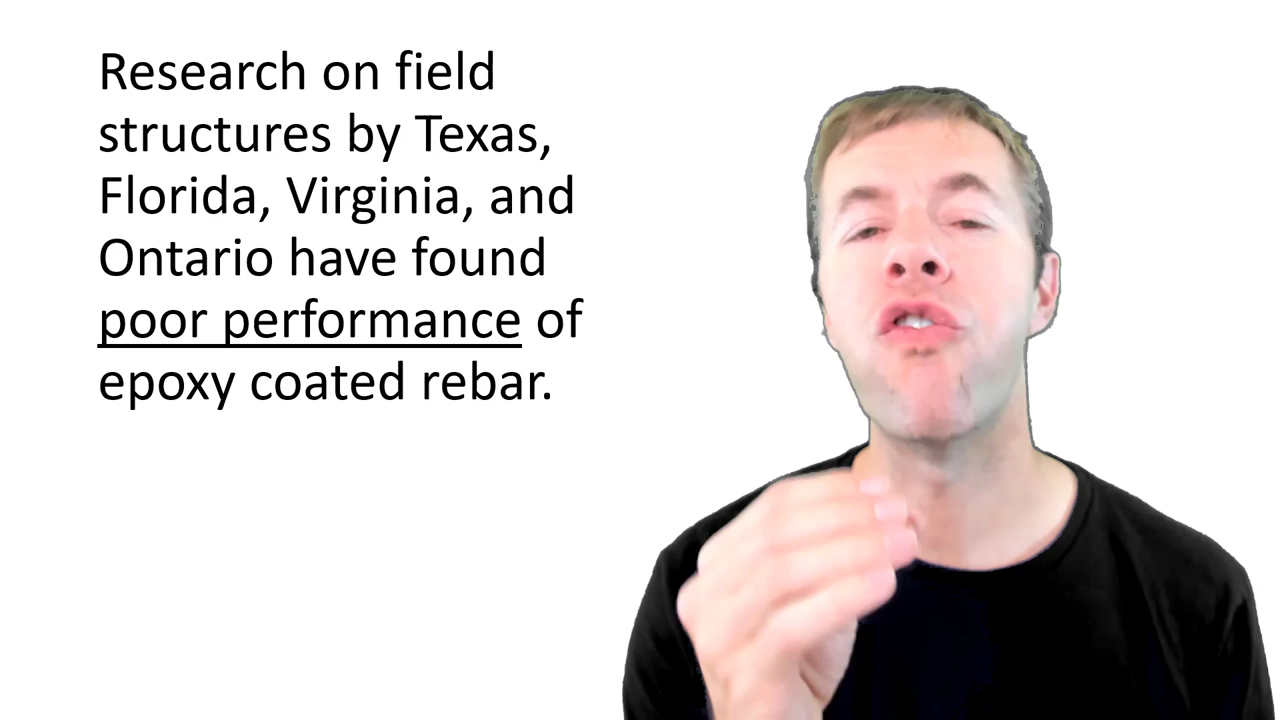 Research on field
structures by Texas,
Florida, Virginia, and
Ontario have found
poor performance of
epoxy coated rebar.